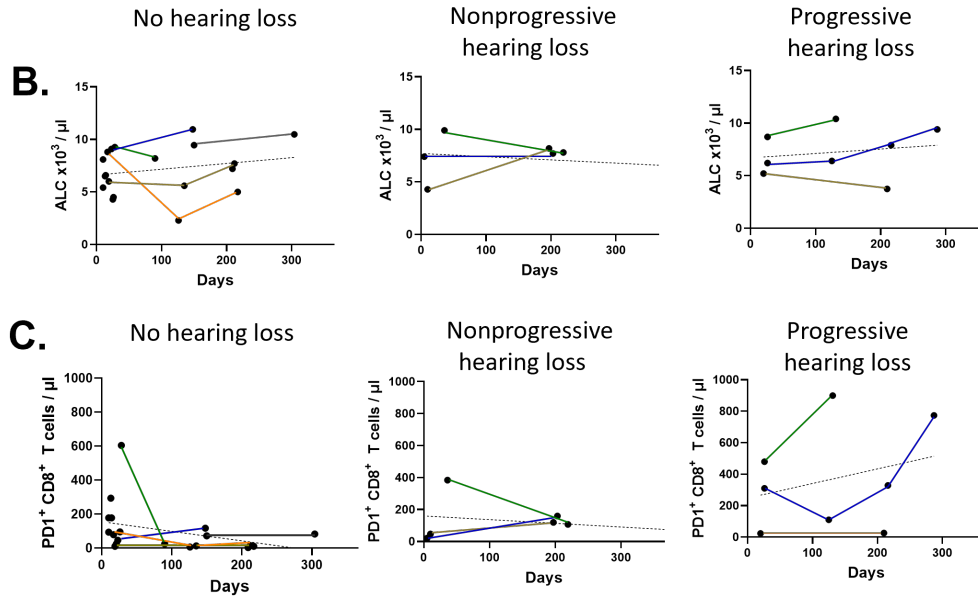 No hearing loss
Nonprogressive
hearing loss
Progressive
hearing loss
B.
ALC x10³ / µl
15
10
5
0
0 100 200 300
Days
ALC x10³ / µl
15
10
5
0
0 100 200 300
Days
ALC x10³ / µl
15
10
5
0
0 100 200 300
Days
C.
No hearing loss
Nonprogressive
hearing loss
Progressive
hearing loss
PD1⁺ CD8⁺ T cells / µl
1000
800
600
400
200
0
0 100 200 300
Days
PD1⁺ CD8⁺ T cells / µl
1000
800
600
400
200
0
0 100 200 300
Days
PD1⁺ CD8⁺ T cells / µl
1000
800
600
400
200
0
0 100 200 300
Days